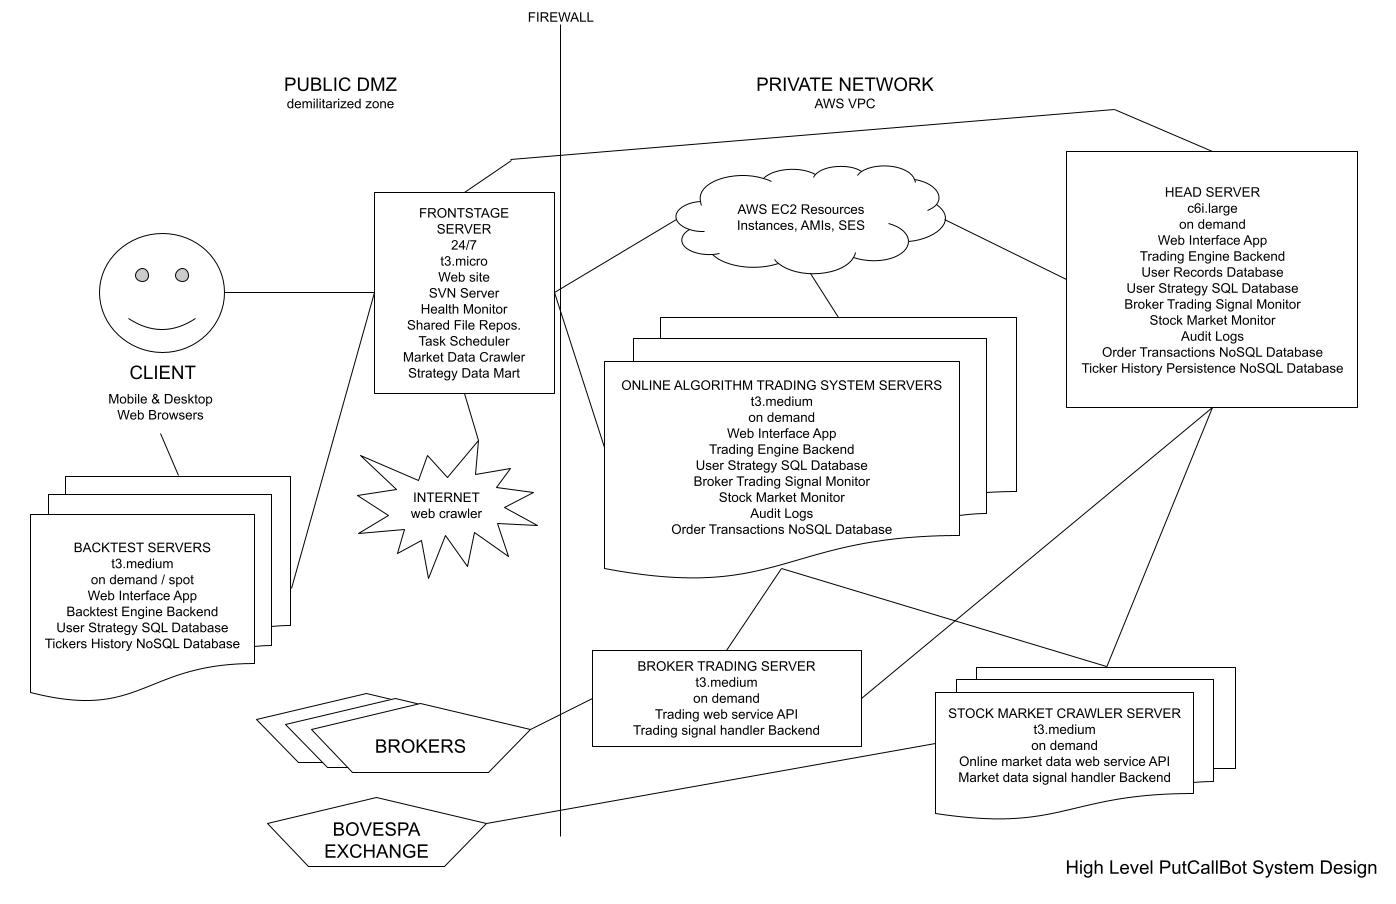 FIREWALL
PUBLIC DMZ
demilitarized zone
PRIVATE NETWORK
AWS VPC
FRONTSTAGE
SERVER
24/7
t3.micro
Web site
SVN Server
Health Monitor
Shared File Repos.
Task Scheduler
Market Data Crawler
Strategy Data Mart
AWS EC2 Resources
Instances, AMIs, SES
HEAD SERVER
c6i.large
on demand
Web Interface App
Trading Engine Backend
User Records Database
User Strategy SQL Database
Broker Trading Signal Monitor
Stock Market Monitor
Audit Logs
Order Transactions NoSQL Database
Ticker History Persistence NoSQL Database
CLIENT
Mobile & Desktop
Web Browsers
ONLINE ALGORITHM TRADING SYSTEM SERVERS
t3.medium
on demand
Web Interface App
Trading Engine Backend
User Strategy SQL Database
Broker Trading Signal Monitor
Stock Market Monitor
Audit Logs
Order Transactions NoSQL Database
INTERNET
web crawler
BACKTEST SERVERS
t3.medium
on demand / spot
Web Interface App
Backtest Engine Backend
User Strategy SQL Database
Tickers History NoSQL Database
BROKER TRADING SERVER
t3.medium
on demand
Trading web service API
Trading signal handler Backend
STOCK MARKET CRAWLER SERVER
t3.medium
on demand
Online market data web service API
Market data signal handler Backend
BROKERS
BOVESPA
EXCHANGE
High Level PutCallBot System Design